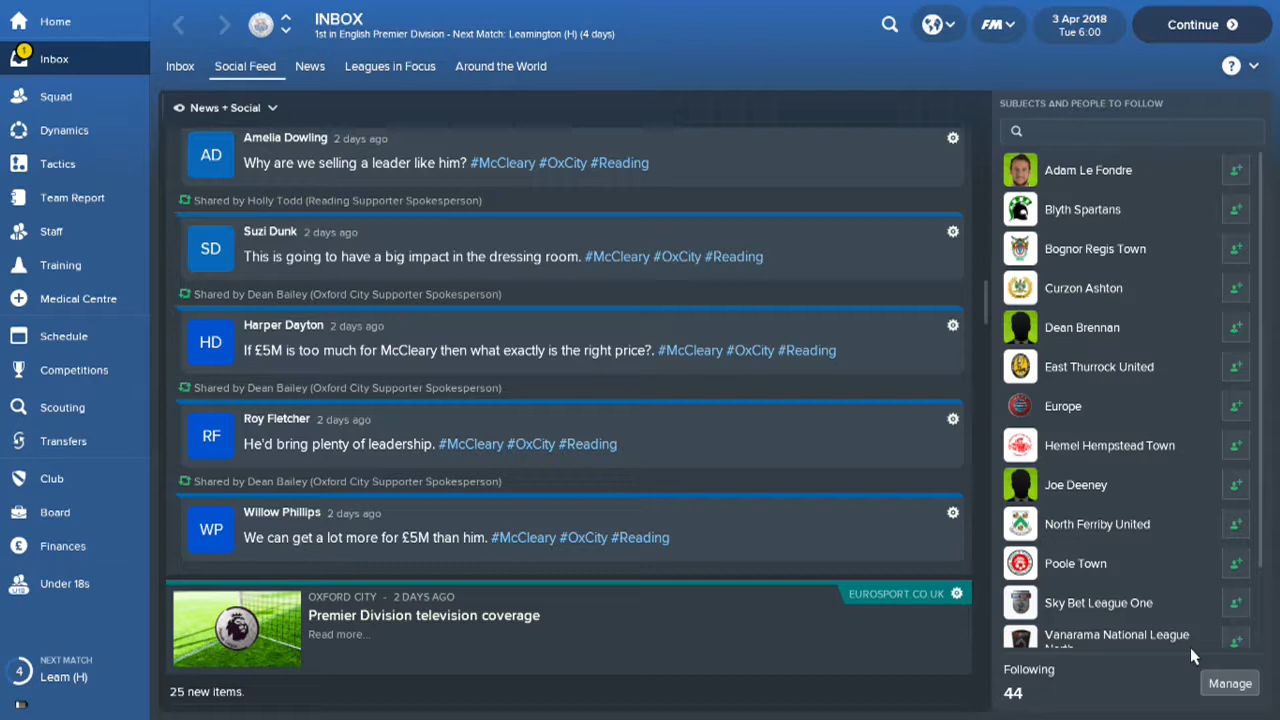 Home
1
Inbox
Squad
Dynamics
Tactics
Team Report
Staff
Training
Medical Centre
Schedule
Competitions
Scouting
Transfers
Club
Board
Finances
U18
Under 18s
4
NEXT MATCH
Leam (H)
INBOX
1st in English Premier Division - Next Match: Leamington (H) (4 days)
FM
3 Apr 2018
Tue 6:00
Continue
Inbox
Social Feed
News
Leagues in Focus
Around the World
?
News + Social
AD
Amelia Dowling 2 days ago
Why are we selling a leader like him? #McCleary #OxCity #Reading
Shared by Holly Todd (Reading Supporter Spokesperson)
SD
Suzi Dunk 2 days ago
This is going to have a big impact in the dressing room. #McCleary #OxCity #Reading
Shared by Dean Bailey (Oxford City Supporter Spokesperson)
HD
Harper Dayton 2 days ago
If £5M is too much for McCleary then what exactly is the right price?. #McCleary #OxCity #Reading
Shared by Dean Bailey (Oxford City Supporter Spokesperson)
RF
Roy Fletcher 2 days ago
He'd bring plenty of leadership. #McCleary #OxCity #Reading
Shared by Dean Bailey (Oxford City Supporter Spokesperson)
WP
Willow Phillips 2 days ago
We can get a lot more for £5M than him. #McCleary #OxCity #Reading
OXFORD CITY - 2 DAYS AGO
EUROSPORT.CO.UK
Premier Division television coverage
Read more...
25 new items.
SUBJECTS AND PEOPLE TO FOLLOW
Adam Le Fondre
Blyth Spartans
Bognor Regis Town
Curzon Ashton
Dean Brennan
East Thurrock United
Europe
Hemel Hempstead Town
Joe Deeney
North Ferriby United
Poole Town
Sky Bet League One
Vanarama National League
North
Following
44
Manage